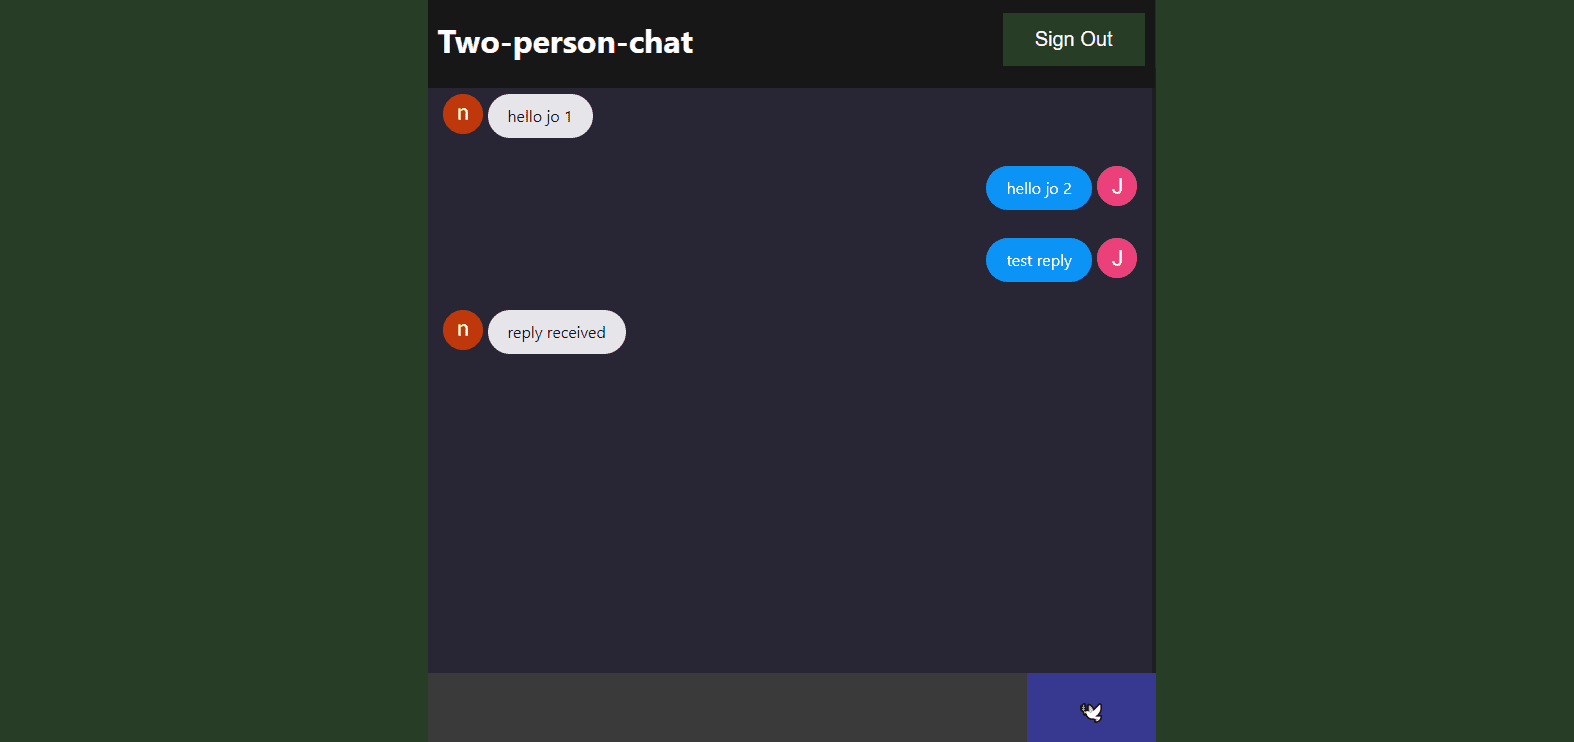 Two-person-chat
Sign Out
n
hello jo 1
hello jo 2
J
test reply
J
n
reply received